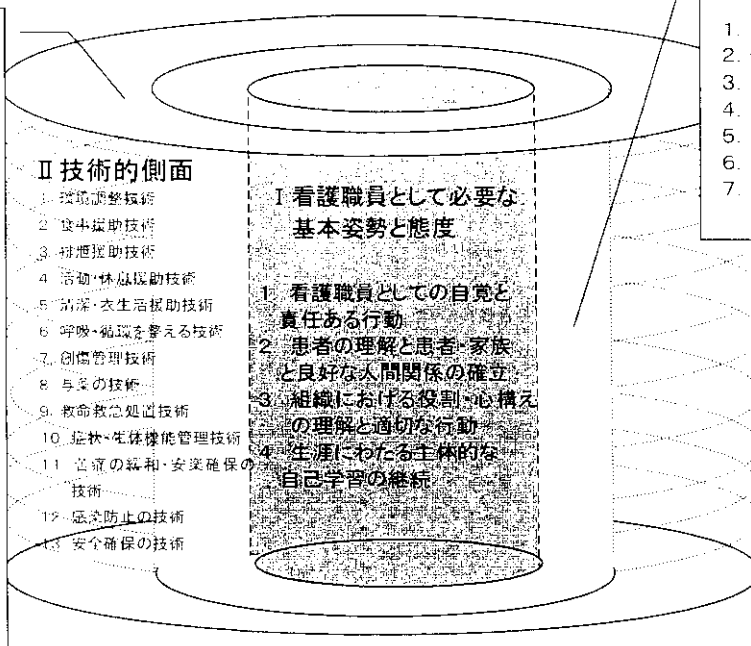 Ⅱ 技術的側面
1 環境調整技術
2 食事援助技術
3 排泄援助技術
4 活動・休息援助技術
5 清潔・衣生活援助技術
6 呼吸・循環を整える技術
7 創傷管理技術
8 与薬の技術
9. 救命救急処置技術
10 症状・生体機能管理技術
11 苦痛の緩和・安楽確保の
技術
12 感染防止の技術
13 安全確保の技術
Ⅰ 看護職員として必要な
基本姿勢と態度
1 看護職員としての自覚と
責任ある行動
2 患者の理解と患者・家族
と良好な人間関係の確立
3 組織における役割・心構え
の理解と適切な行動
4 生涯にわたる主体的な
自己学習の継続
1.
2.
3.
4.
5.
6.
7.